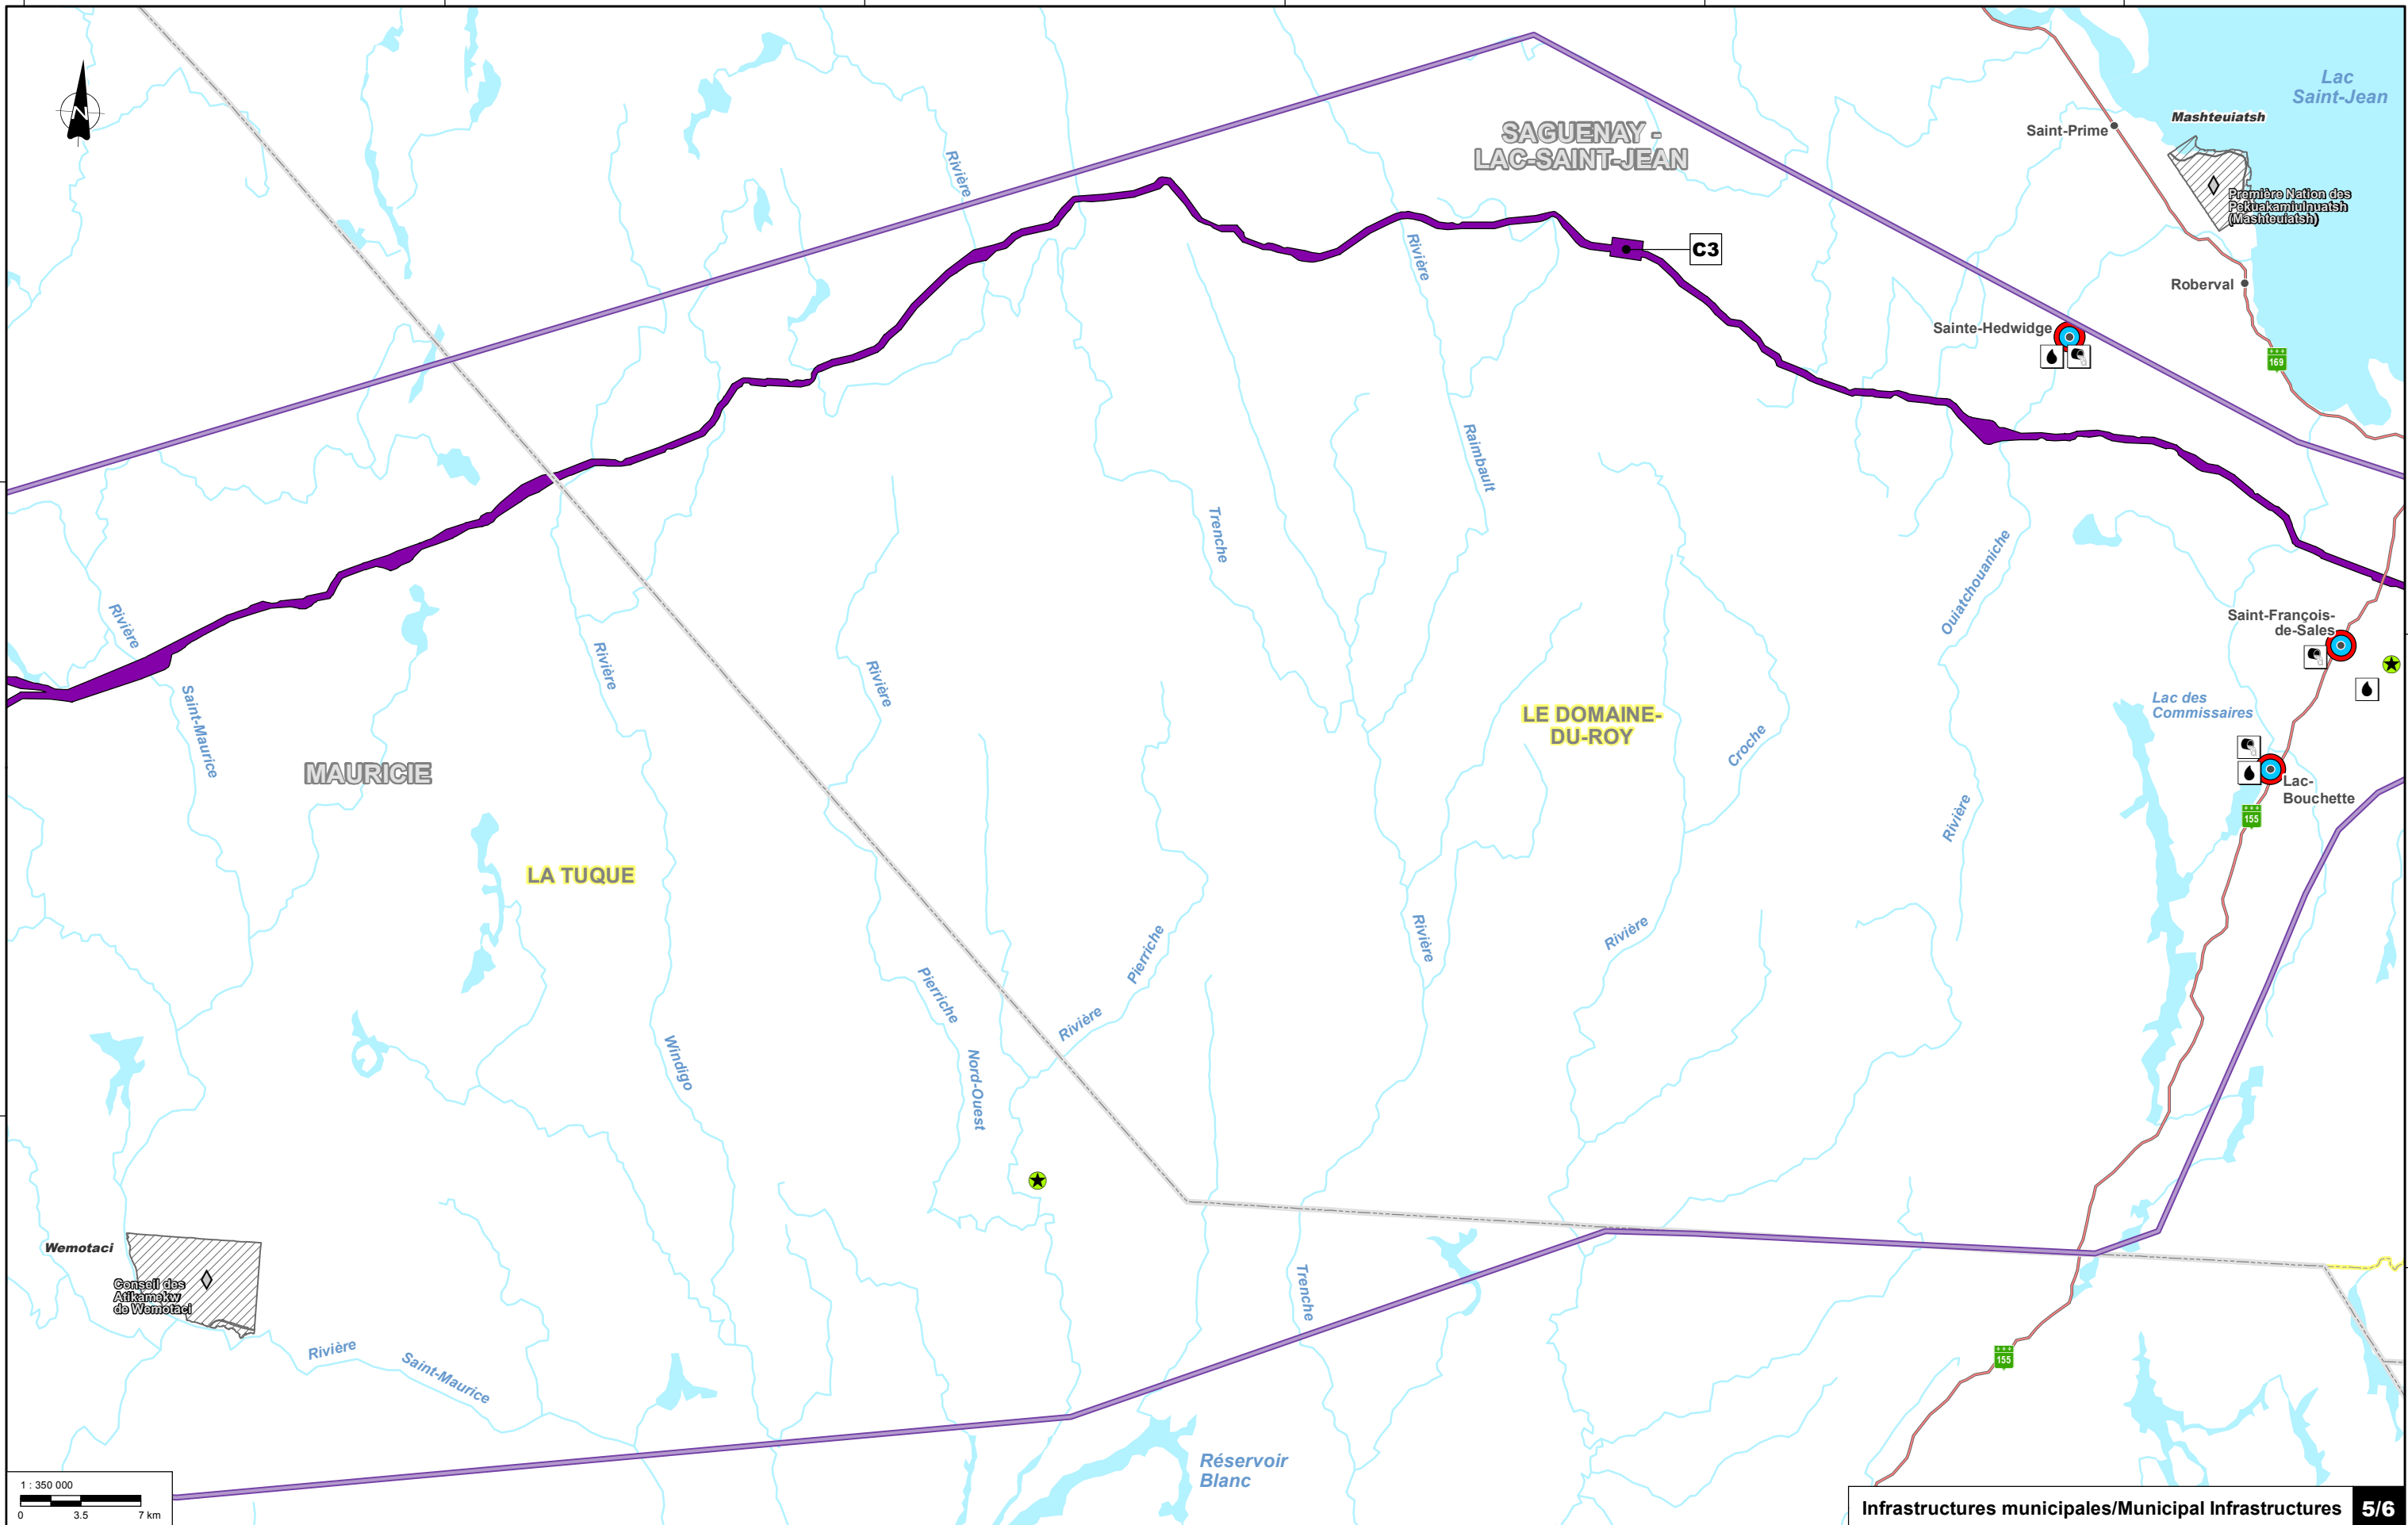 N
Lac
Saint-Jean
Mashteuiatsh
Saint-Prime
SAGUENAY -
LAC-SAINT-JEAN
Première Nation des
Pekuakamiulnuatsh
(Mashteuiatsh)
Rivière
Rivière
C3
Roberval
Sainte-Hedwidge
169
Raimbault
Trenche
Ouiatchouaniche
Rivière
Saint-François-
de-Sales
Rivière
Rivière
Saint-Maurice
Lac des
Commissaires
LE DOMAINE-
DU-ROY
Croche
MAURICIE
Lac-
Bouchette
155
Rivière
LA TUQUE
Rivière
Rivière
Pierriche
Pierriche
Rivière
Windigo
Nord-Ouest
Wemotaci
Conseil des
Atikamekw
de Wemotaci
Trenche
Rivière
Saint-Maurice
155
Réservoir
Blanc
1 : 350 000
0 3.5 7 km
Infrastructures municipales/Municipal Infrastructures 5/6